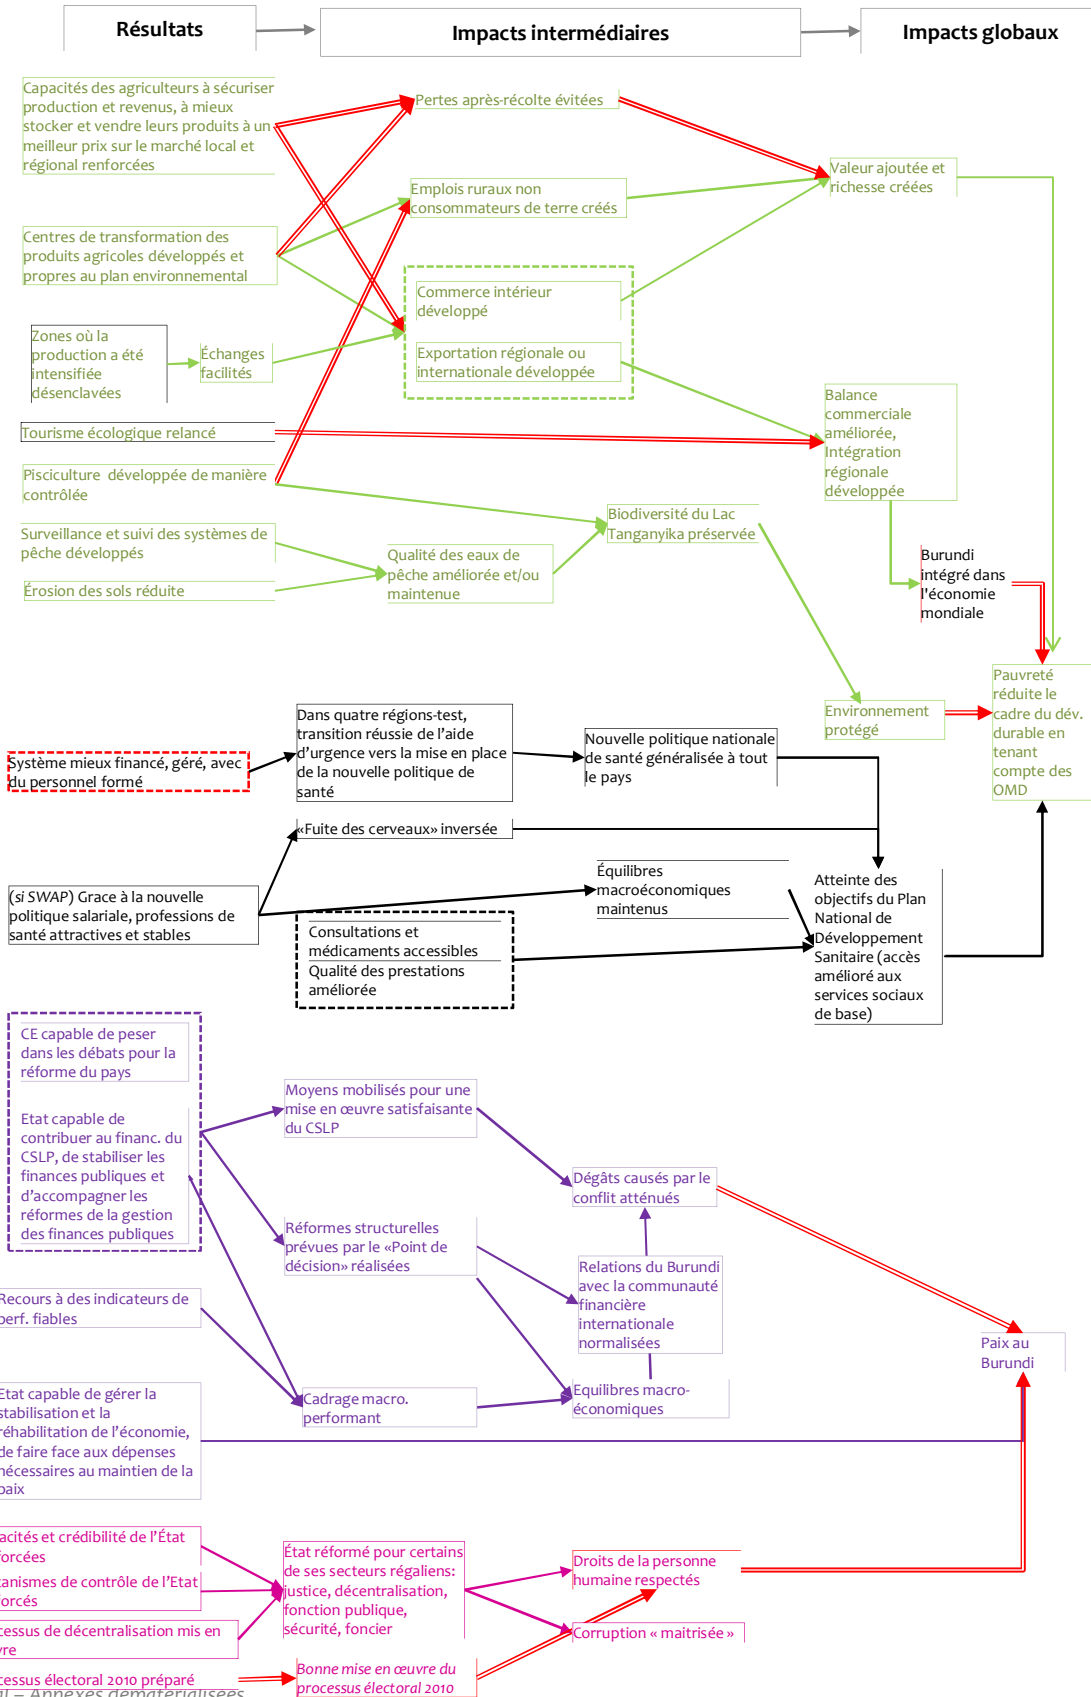 Résultats
Impacts intermédiaires
Impacts globaux
Capacités des agriculteurs à sécuriser
production et revenus, à mieux
stocker et vendre leurs produits à un
meilleur prix sur le marché local et
régional renforcées
Pertes après-récolte évitées
Valeur ajoutée et
richesse créées
Emplois ruraux non
consommateurs de terre créés
Centres de transformation des
produits agricoles développés et
propres au plan environnemental
Commerce intérieur
développé
Exportation régionale ou
internationale développée
Zones où la
production a été
intensifiée
désenclavées
Échanges
facilités
Balance
commerciale
améliorée,
Intégration
régionale
développée
Tourisme écologique relancé
Pisciculture développée de manière
contrôlée
Biodiversité du Lac
Tanganyika préservée
Surveillance et suivi des systèmes de
pêche développés
Qualité des eaux de
pêche améliorée et/ou
maintenue
Érosion des sols réduite
Burundi
intégré dans
l'économie
mondiale
Pauvreté
réduite le
cadre du dév.
durable en
tenant
compte des
OMD
Environnement
protégé
Dans quatre régions-test,
transition réussie de l’aide
d’urgence vers la mise en place
de la nouvelle politique de
santé
Nouvelle politique nationale
de santé généralisée à tout
le pays
Système mieux financé, géré, avec
du personnel formé
«Fuite des cerveaux» inversée
Équilibres
macroéconomiques
maintenus
Atteinte des
objectifs du Plan
National de
Développement
Sanitaire (accès
amélioré aux
services sociaux
de base)
(si SWAP) Grace à la nouvelle
politique salariale, professions de
santé attractives et stables
Consultations et
médicaments accessibles
Qualité des prestations
améliorée
CE capable de peser
dans les débats pour la
réforme du pays
Etat capable de
contribuer au financ. du
CSLP, de stabiliser les
finances publiques et
d’accompagner les
réformes de la gestion
des finances publiques
Moyens mobilisés pour une
mise en œuvre satisfaisante
du CSLP
Dégâts causés par le
conflit atténués
Réformes structurelles
prévues par le «Point de
décision» réalisées
Relations du Burundi
avec la communauté
financière
internationale
normalisées
Recours à des indicateurs de
perf. fiables
Paix au
Burundi
Cadrage macro.
performant
Equilibres macro-
économiques
Etat capable de gérer la
stabilisation et la
réhabilitation de l’économie,
de faire face aux dépenses
nécessaires au maintien de la
paix
acités et crédibilité de l’État
forcées
canismes de contrôle de l’Etat
forcés
cessus de décentralisation mis en
vre
cessus électoral 2010 préparé
État réformé pour certains
de ses secteurs régaliens:
justice, décentralisation,
fonction publique,
sécurité, foncier
Droits de la personne
humaine respectés
Corruption « maitrisée »
Bonne mise en œuvre du
processus électoral 2010
– Annexes dématérialisées